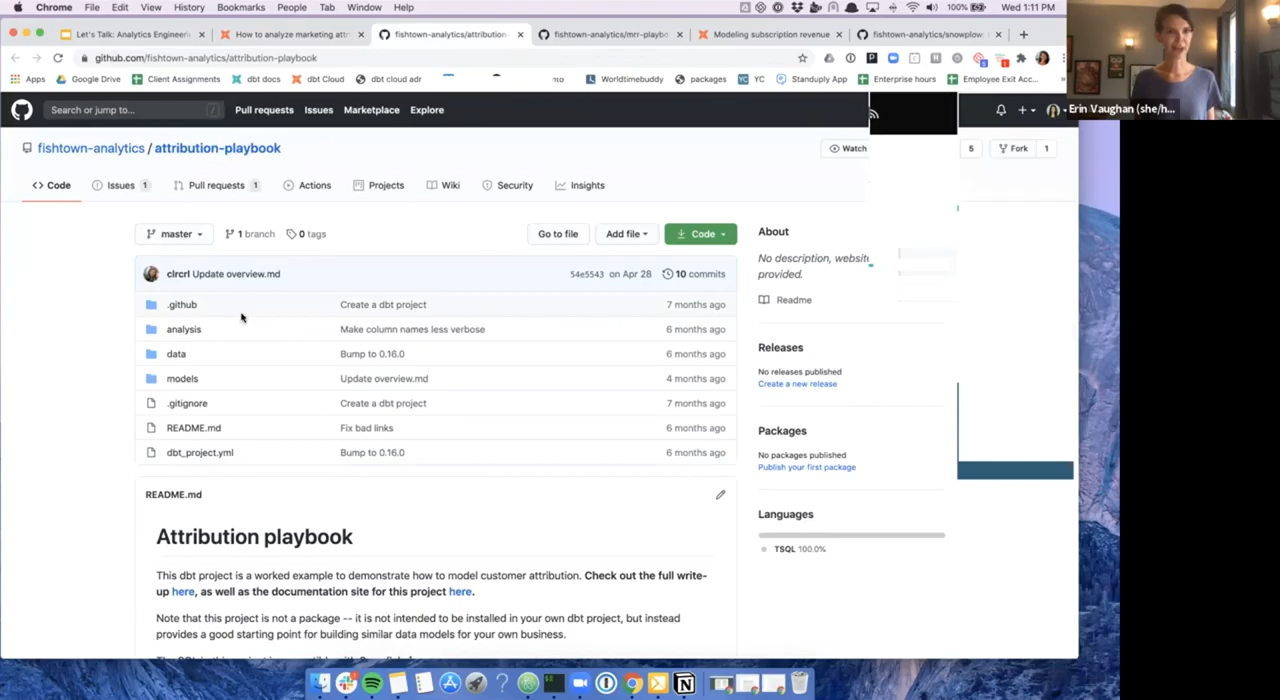 Chrome File Edit View History Bookmarks People Tab Window Help 100% Wed 1:11 PM
Let's Talk: Analytics Engineer × How to analyze marketing attr × fishtown-analytics/attribution- × fishtown-analytics/mrr-playbo × Modeling subscription revenue × fishtown-analytics/snowplow: ×
github.com/fishtown-analytics/attribution-playbook
Apps Google Drive Client Assignments dbt docs dbt Cloud dbt cloud adr Worldtimebuddy packages YC Standuply App Enterprise hours Employee Exit Acc...
Erin Vaughan (she/h...
Search or jump to... / Pull requests Issues Marketplace Explore
fishtown-analytics / attribution-playbook Watch 5 Fork 1
Code Issues 1 Pull requests 1 Actions Projects Wiki Security Insights
master 1 branch 0 tags Go to file Add file Code
About
No description, website
provided.
Readme
clrcrl Update overview.md 54e5543 on Apr 28 10 commits
.github Create a dbt project 7 months ago
analysis Make column names less verbose 6 months ago
data Bump to 0.16.0 6 months ago
models Update overview.md 4 months ago
.gitignore Create a dbt project 7 months ago
README.md Fix bad links 6 months ago
dbt_project.yml Bump to 0.16.0 6 months ago
Releases
No releases published
Create a new release
Packages
No packages published
Publish your first package
Languages
TSQL 100.0%
README.md
Attribution playbook
This dbt project is a worked example to demonstrate how to model customer attribution. Check out the full write-
up here, as well as the documentation site for this project here.
Note that this project is not a package -- it is not intended to be installed in your own dbt project, but instead
provides a good starting point for building similar data models for your own business.